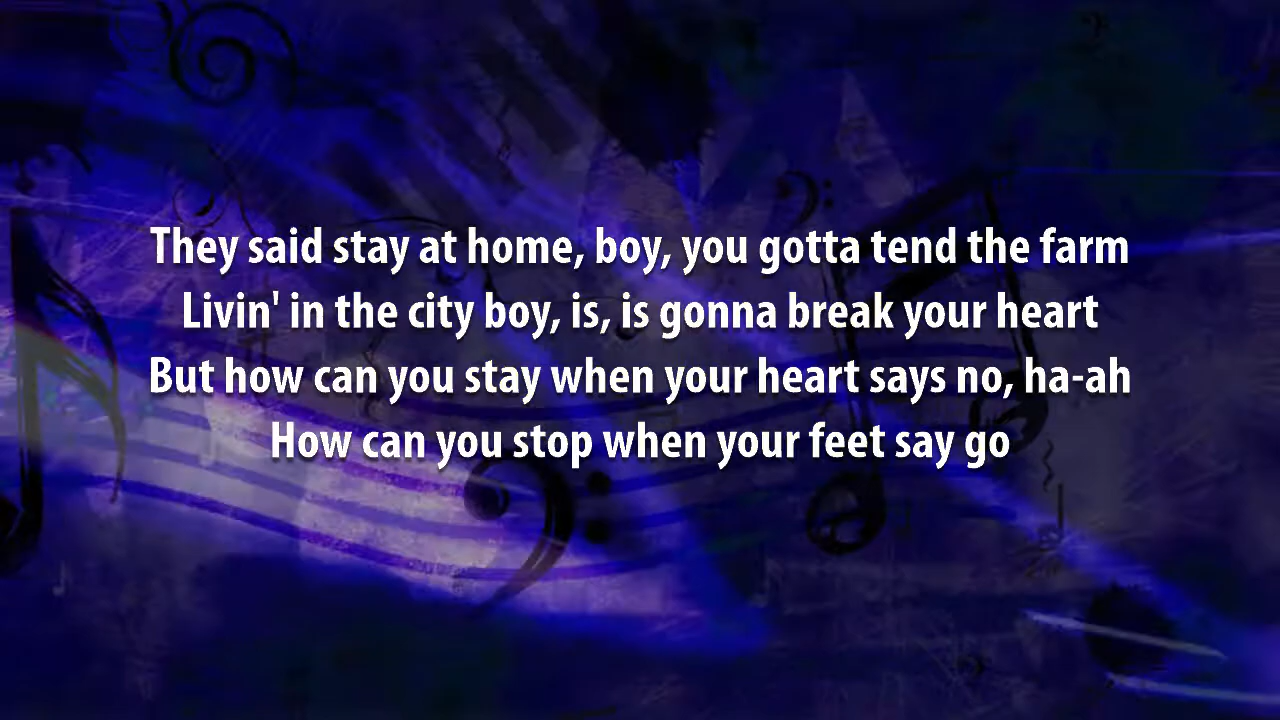 They said stay at home, boy, you gotta tend the farm
Livin' in the city boy, is, is gonna break your heart
But how can you stay when your heart says no, ha-ah
How can you stop when your feet say go